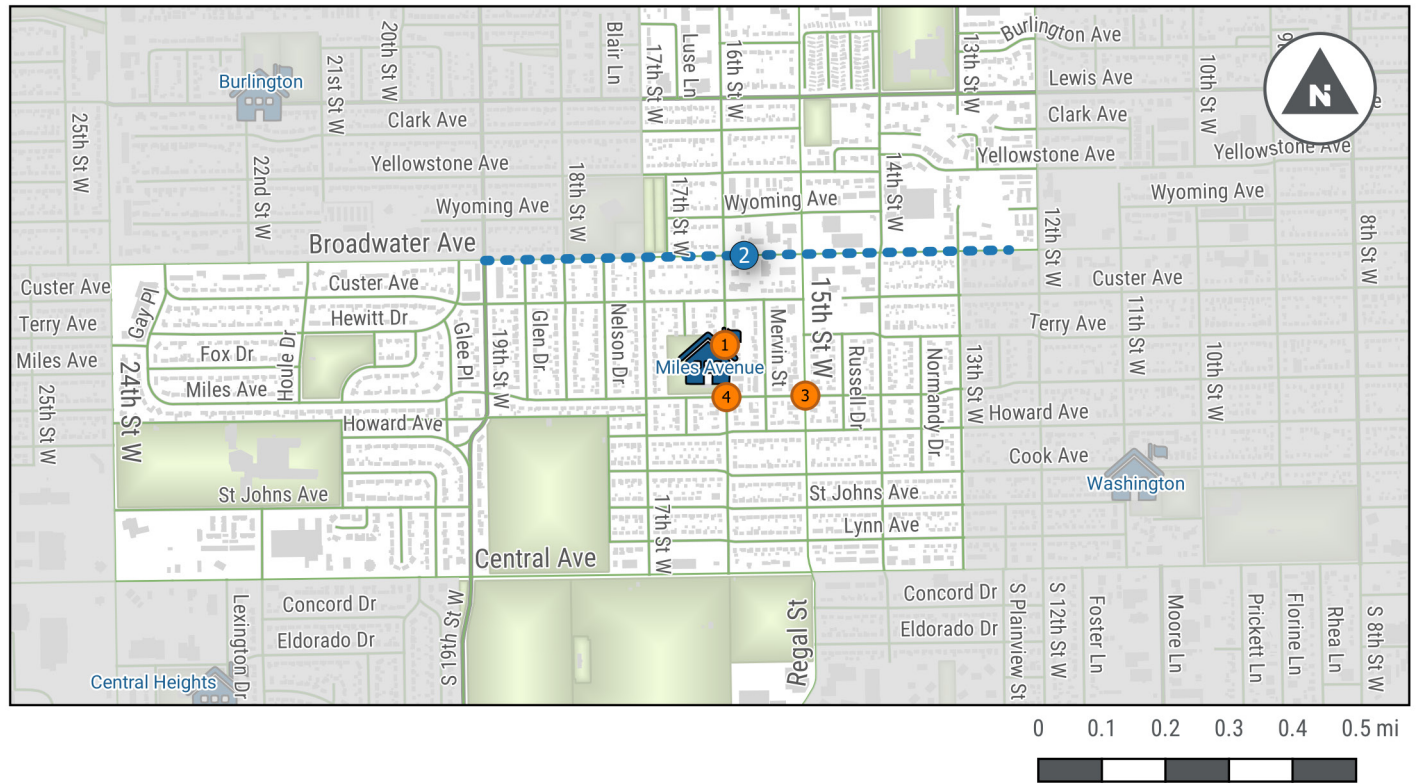 Burlington Ave
20th St W
Blair Ln
17th St W
Luse Ln
16th St W
13th St W
21st St W
10th St W
Burlington
Lewis Ave
N
25th St W
Clark Ave
Clark Ave
Yellowstone Ave
Yellowstone Ave
Yellowstone Ave
22nd St W
18th St W
17th St W
14th St W
Wyoming Ave
Wyoming Ave
Wyoming Ave
12th St W
8th St W
Broadwater Ave
2
Custer Ave
Custer Ave
Custer Ave
Gay Pl
Hewitt Dr
Terry Ave
Terry Ave
Glee Pl
19th St W
Glen Dr
Nelson Dr
Mervin St
15th St W
Russell Dr
Normandy Dr
13th St W
11th St W
10th St W
Miles Ave
Fox Dr
Houle Dr
1
Miles Avenue
24th St W
Miles Ave
4
3
25th St W
Howard Ave
Howard Ave
Cook Ave
Washington
St Johns Ave
St Johns Ave
17th St W
Lynn Ave
Central Ave
Lexington Dr
Concord Dr
Eldorado Dr
S 19th St W
Regal St
Concord Dr
Eldorado Dr
S Plainview St
S 12th St W
Foster Ln
Moore Ln
Prickett Ln
Florine Ln
Rhea Ln
S 8th St W
Central Heights
0 0.1 0.2 0.3 0.4 0.5 mi